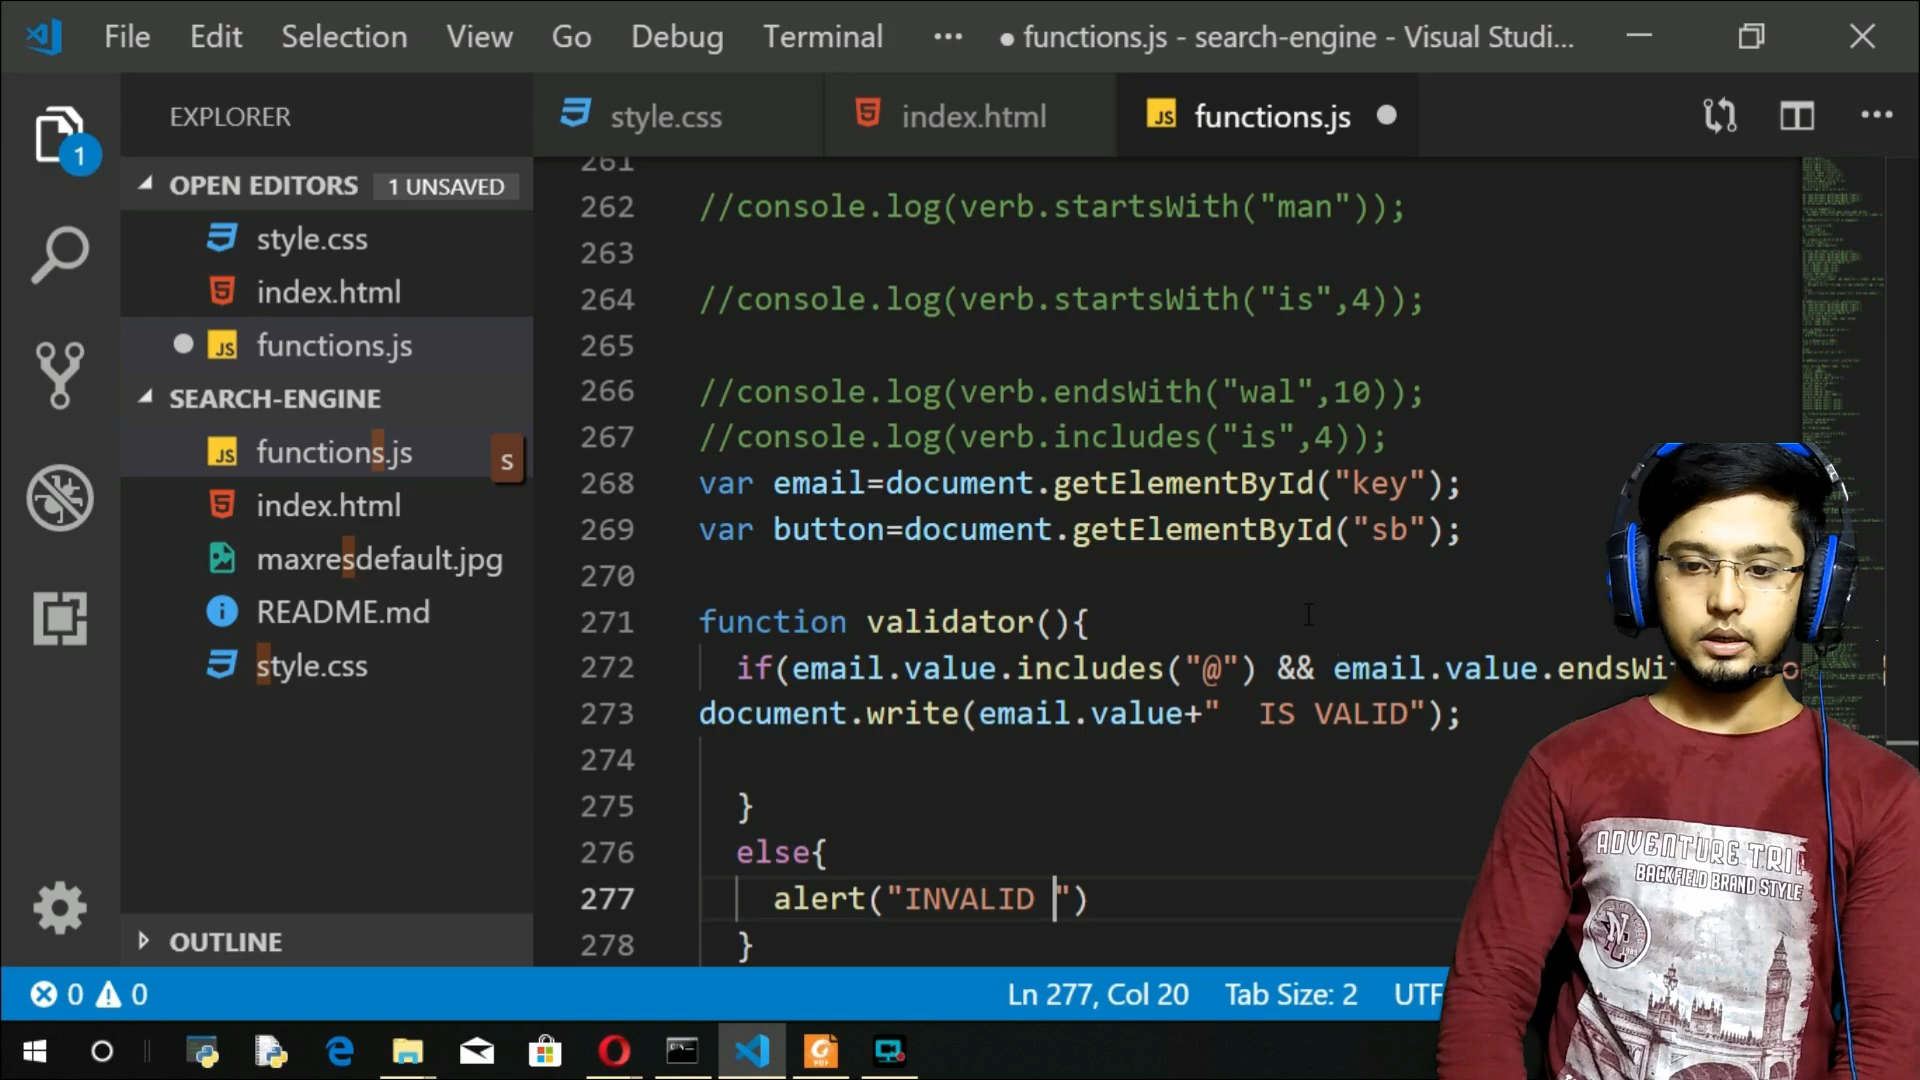 File Edit Selection View Go Debug Terminal ••• ● functions.js - search-engine - Visual Studi...
EXPLORER
style.css
index.html
functions.js
1
OPEN EDITORS 1 UNSAVED
style.css
index.html
functions.js
SEARCH-ENGINE
functions.js
s
index.html
maxresdefault.jpg
README.md
style.css
OUTLINE
261
262 //console.log(verb.startsWith("man"));
263
264 //console.log(verb.startsWith("is",4));
265
266 //console.log(verb.endsWith("wal",10));
267 //console.log(verb.includes("is",4));
268 var email=document.getElementById("key");
269 var button=document.getElementById("sb");
270
271 function validator(){
272 if(email.value.includes("@") && email.value.endsWi
273 document.write(email.value+"  IS VALID");
274
275 }
276 else{
277 alert("INVALID ")
278 }
0 0 Ln 277, Col 20 Tab Size: 2 UTF
ADVENTURE TRI
BACKFIELD BRAND STYLE